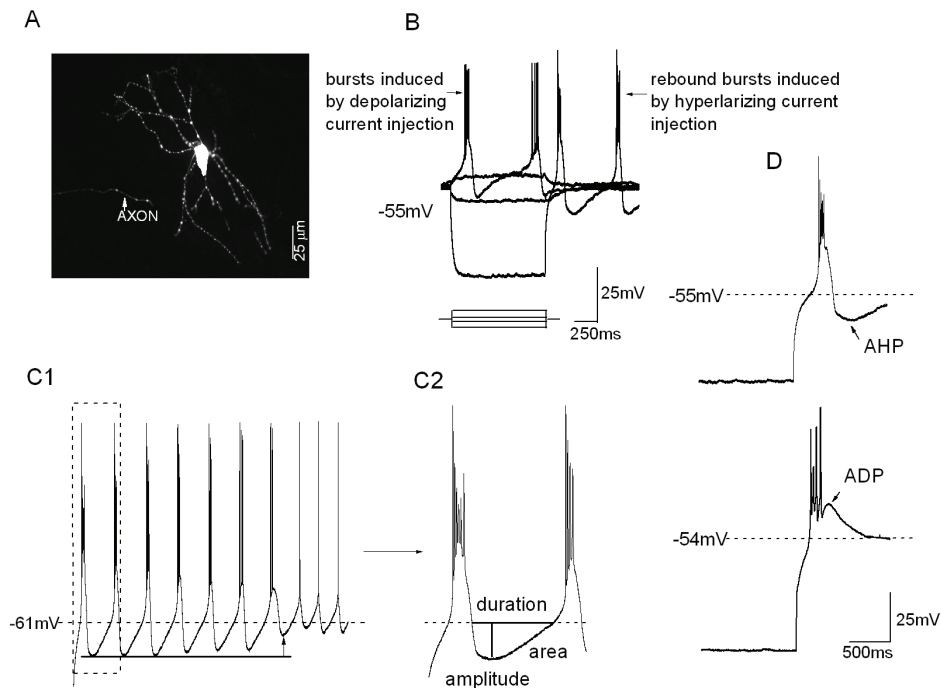 A
B
bursts induced
by depolarizing
current injection
rebound bursts induced
by hyperlarizing current
injection
AXON
25 µm
-55mV
25mV
250ms
D
-55mV
AHP
C1
C2
-61mV
duration
area
amplitude
ADP
-54mV
25mV
500ms